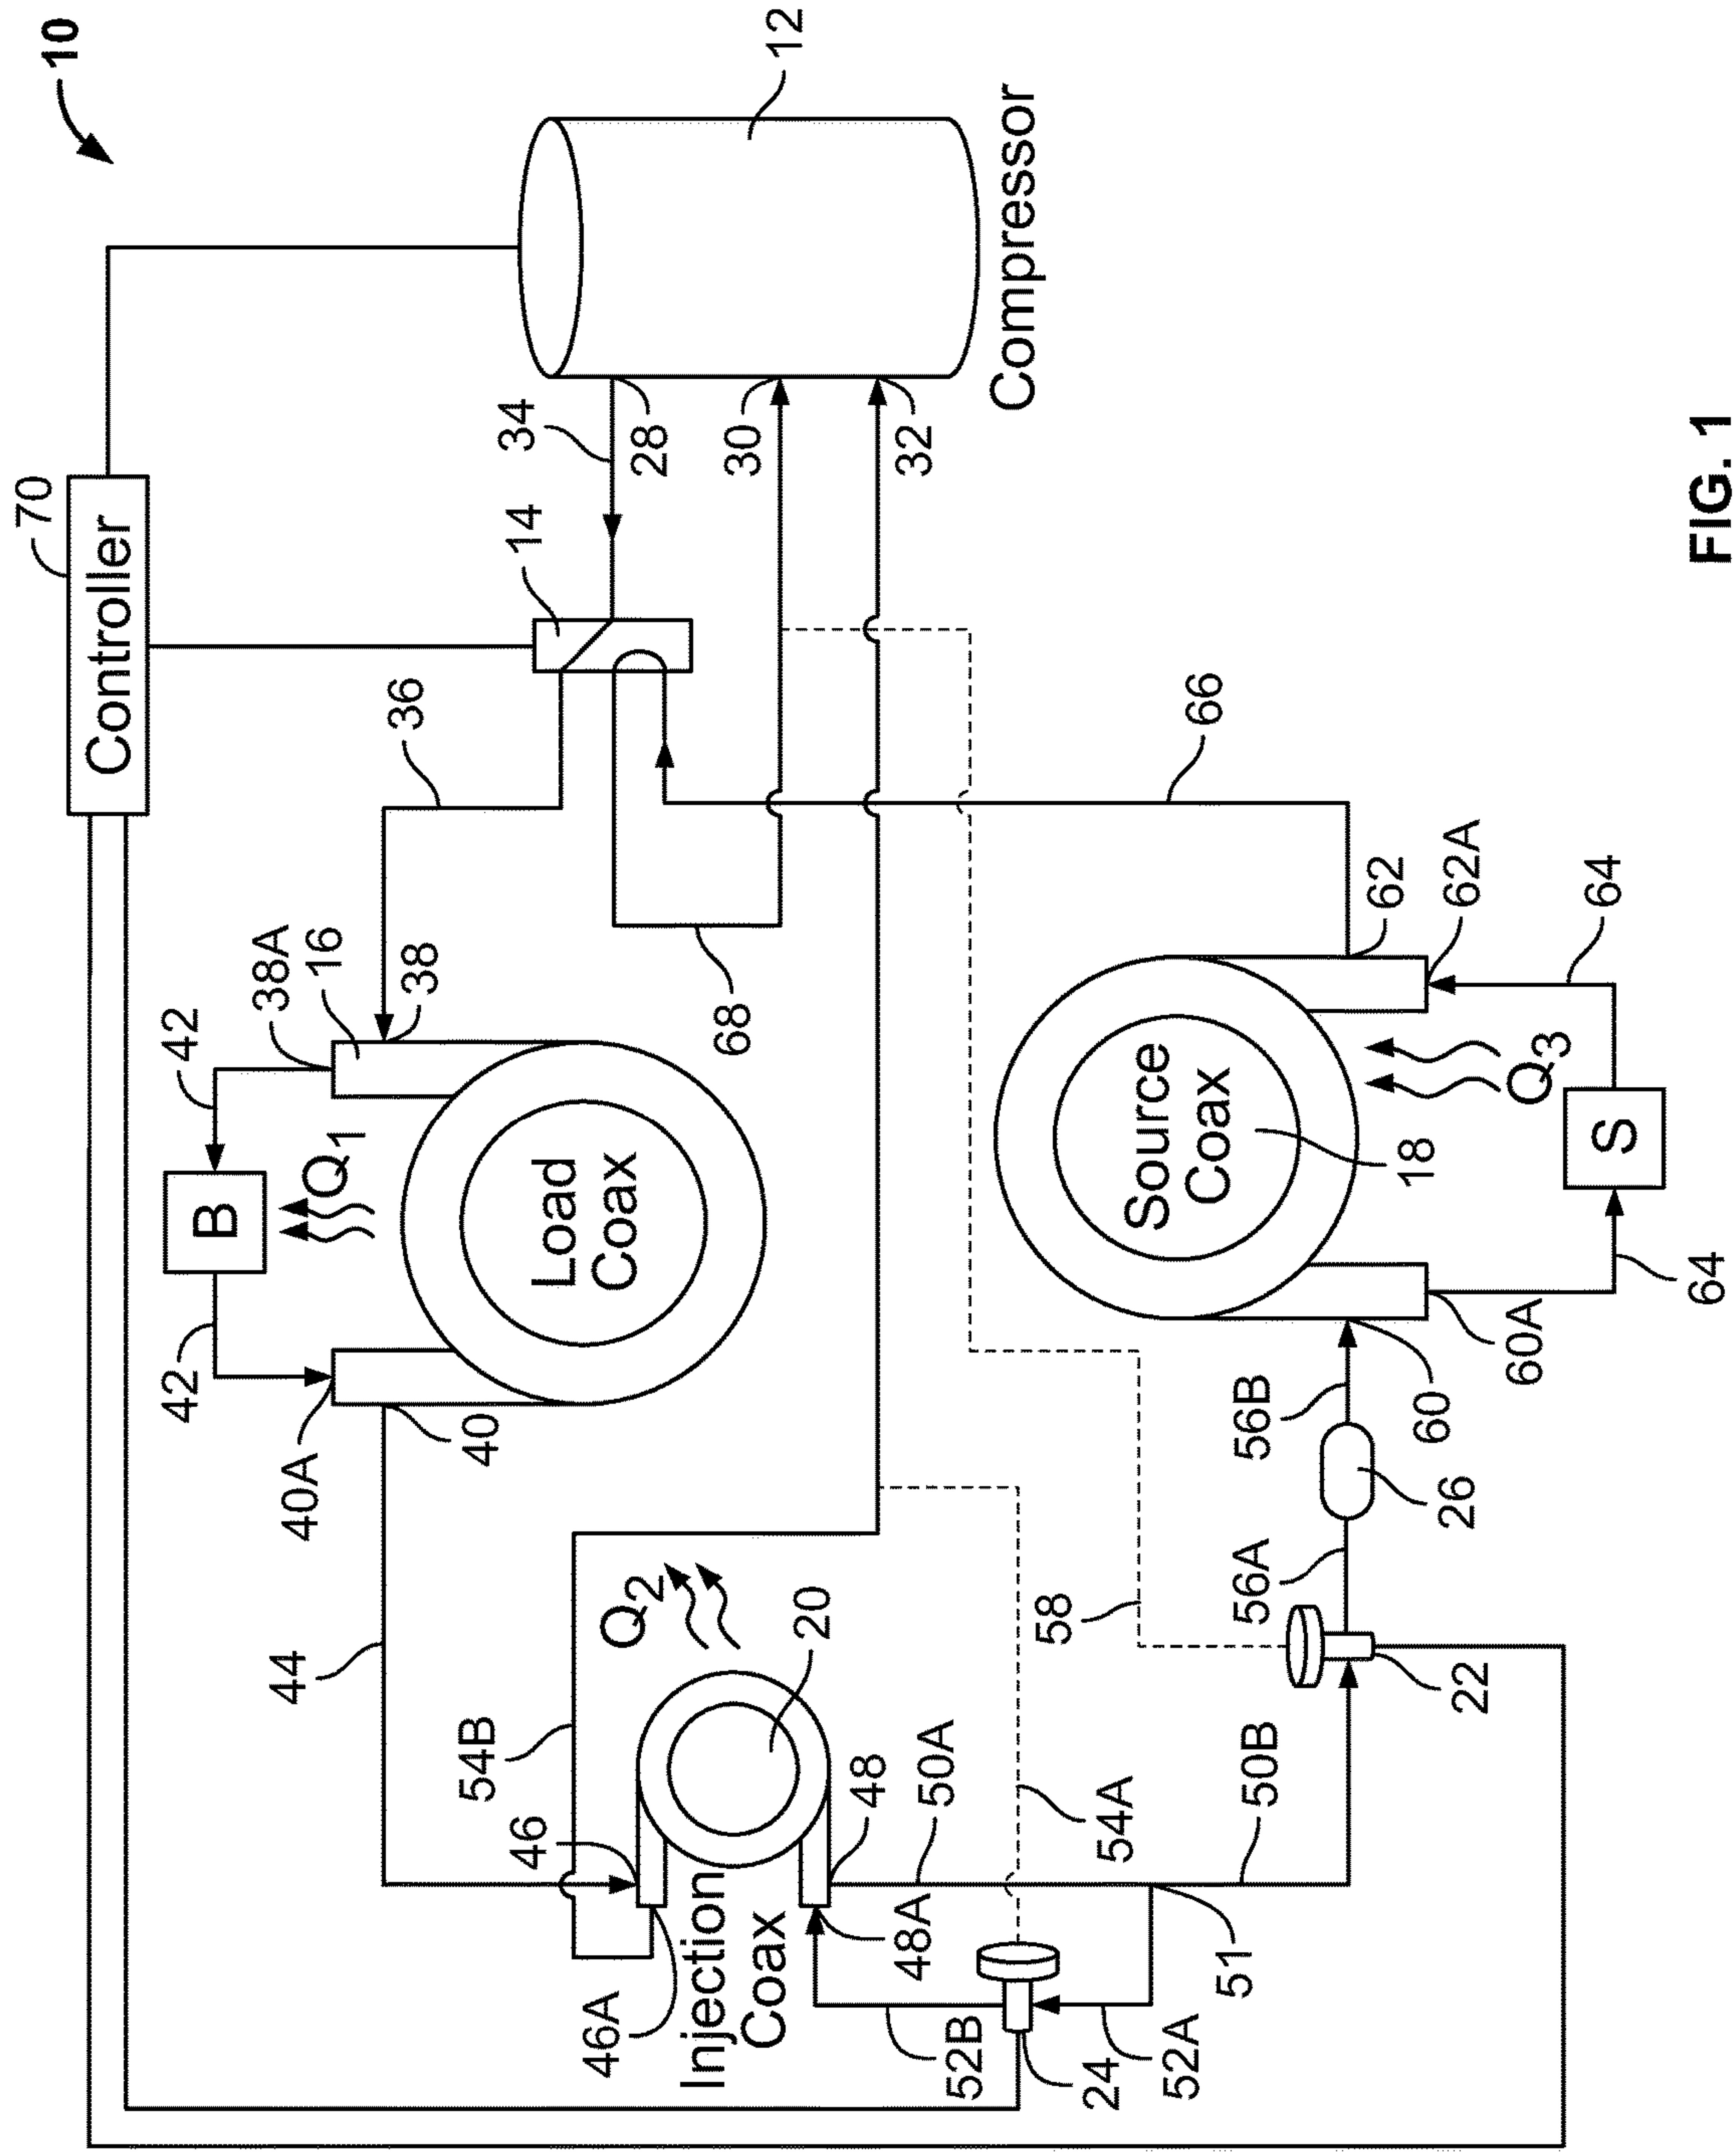 10
70
Controller
42
42
B
38A
44
40A
16
Q1
36
38
40
54B
34
14
46
Load
Coax
46A
Q2
28
Injection
Coax
68
30
12
20
48
48A
32
50A
52B
Compressor
58
24
54A
Source
Coax
52A
66
51
56A
56B
50B
62
18
60
26
62A
22
60A
Q3
64
S
64
FIG. 1